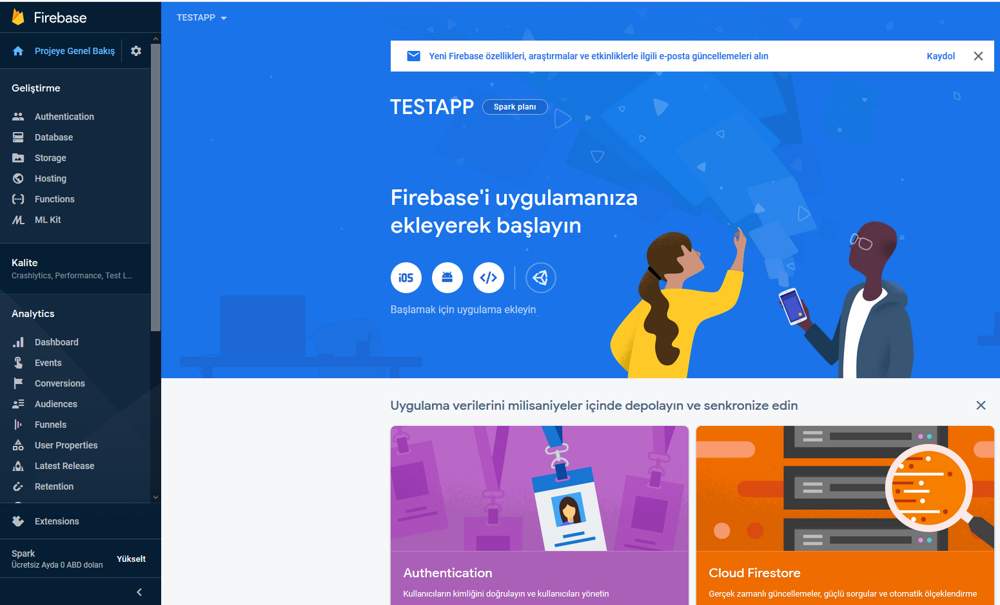 Firebase
Projeye Genel Bakış
Geliştirme
Authentication
Database
Storage
Hosting
Functions
ML Kit
Kalite
Crashlytics, Performance, Test L...
Analytics
Dashboard
Events
Conversions
Audiences
Funnels
User Properties
Latest Release
Retention
Extensions
Spark
Ücretsiz Ayda 0 ABD doları
Yükselt
TESTAPP
Yeni Firebase özellikleri, araştırmalar ve etkinliklerle ilgili e-posta güncellemeleri alın
Kaydol
TESTAPP
Spark planı
Firebase'i uygulamanıza
ekleyerek başlayın
iOS
Başlamak için uygulama ekleyin
Uygulama verilerini milisaniyeler içinde depolayın ve senkronize edin
Authentication
Kullanıcıların kimliğini doğrulayın ve kullanıcıları yönetin
Cloud Firestore
Gerçek zamanlı güncellemeler, güçlü sorgular ve otomatik ölçeklendirme